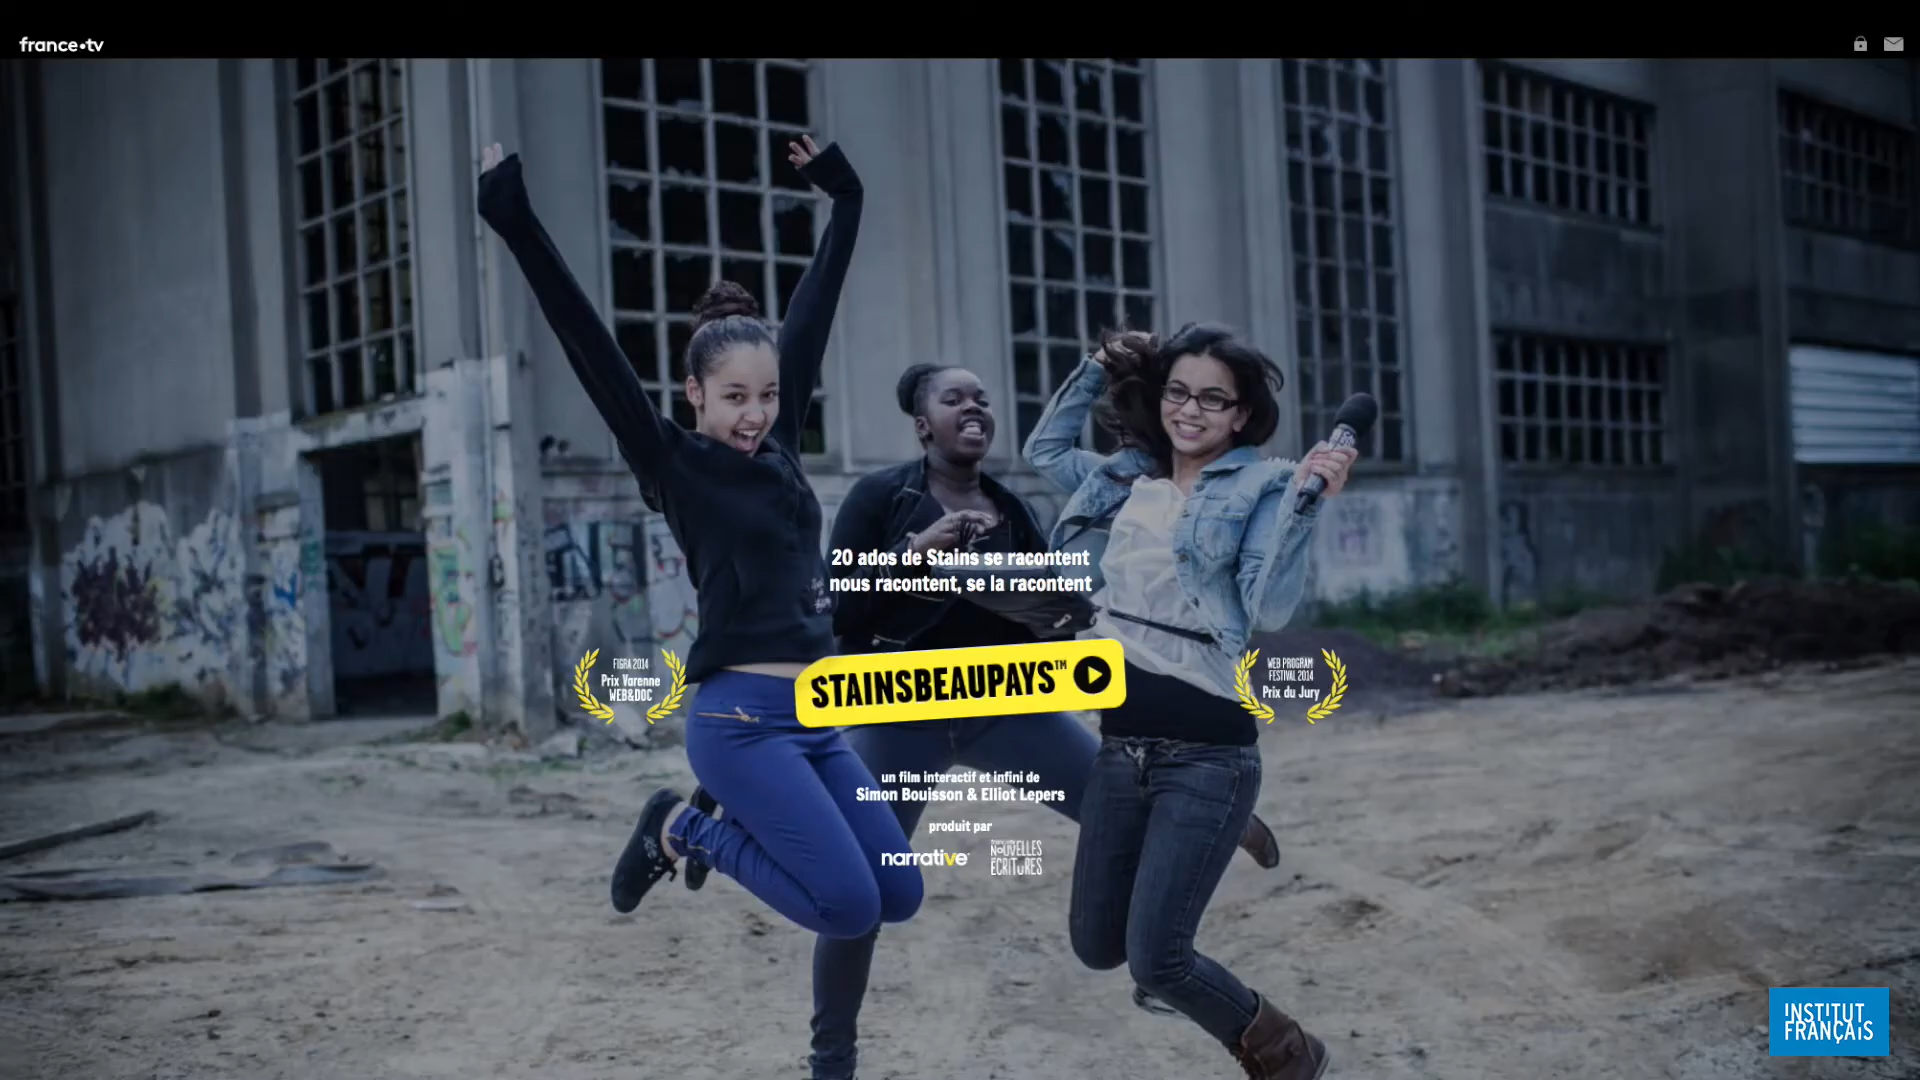 france•tv
20 ados de Stains se racontent
nous racontent, se la racontent
FIGRA 2014
Prix Varenne
WEB&DOC
STAINSBEAUPAYS™
WEB PROGRAM
FESTIVAL 2014
Prix du Jury
un film interactif et infini de
Simon Bouisson & Elliot Lepers
produit par
narrative
NOUVELLES
ÉCRITURES
INSTITUT
FRANÇAIS